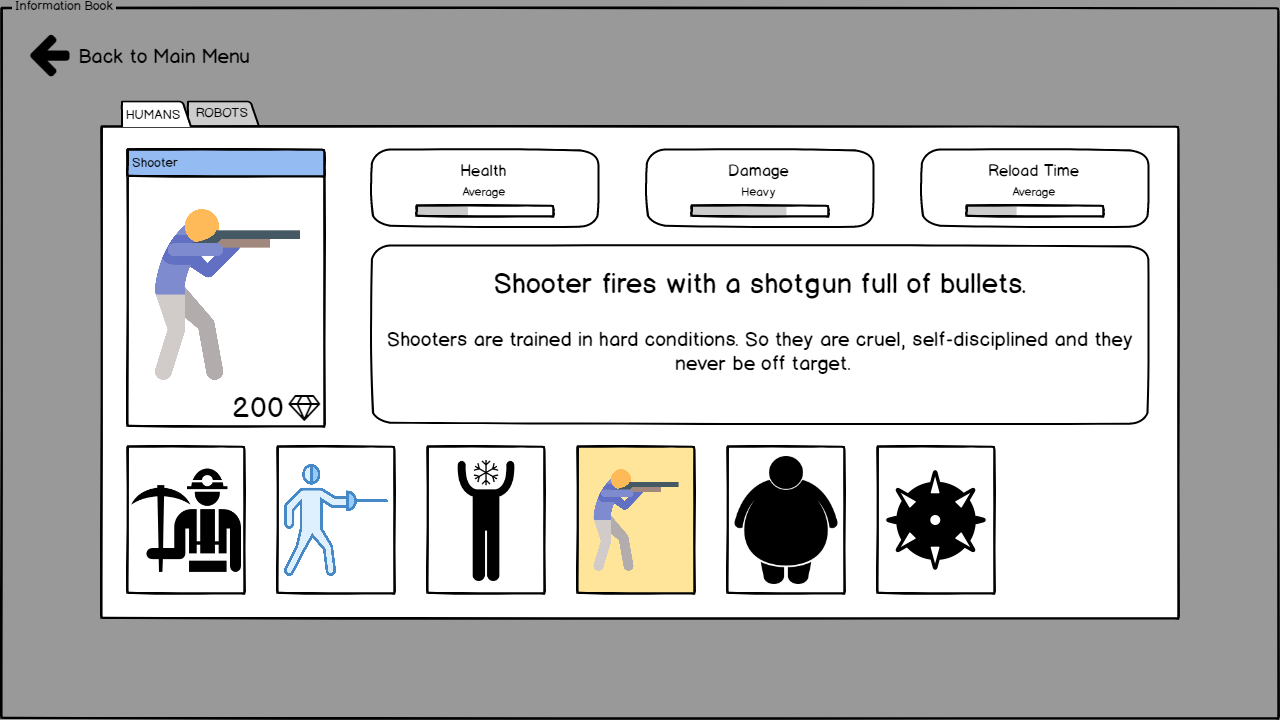 Information Book
Back to Main Menu
HUMANS
ROBOTS
Shooter
200
Health
Average
Damage
Heavy
Reload Time
Average
Shooter fires with a shotgun full of bullets.
Shooters are trained in hard conditions. So they are cruel, self-disciplined and they
never be off target.